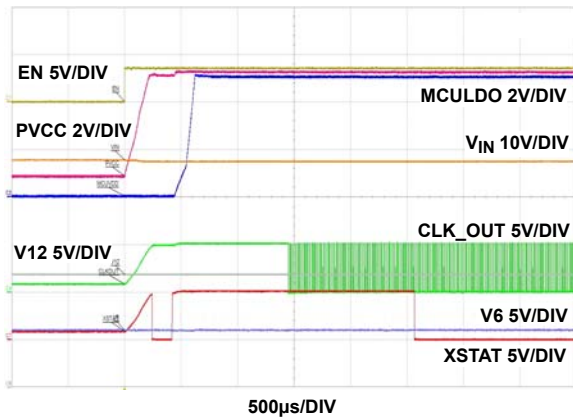 EN 5V/DIV
MCULDO 2V/DIV
PVCC 2V/DIV
VIN 10V/DIV
CLK_OUT 5V/DIV
V12 5V/DIV
V6 5V/DIV
XSTAT 5V/DIV
500µs/DIV